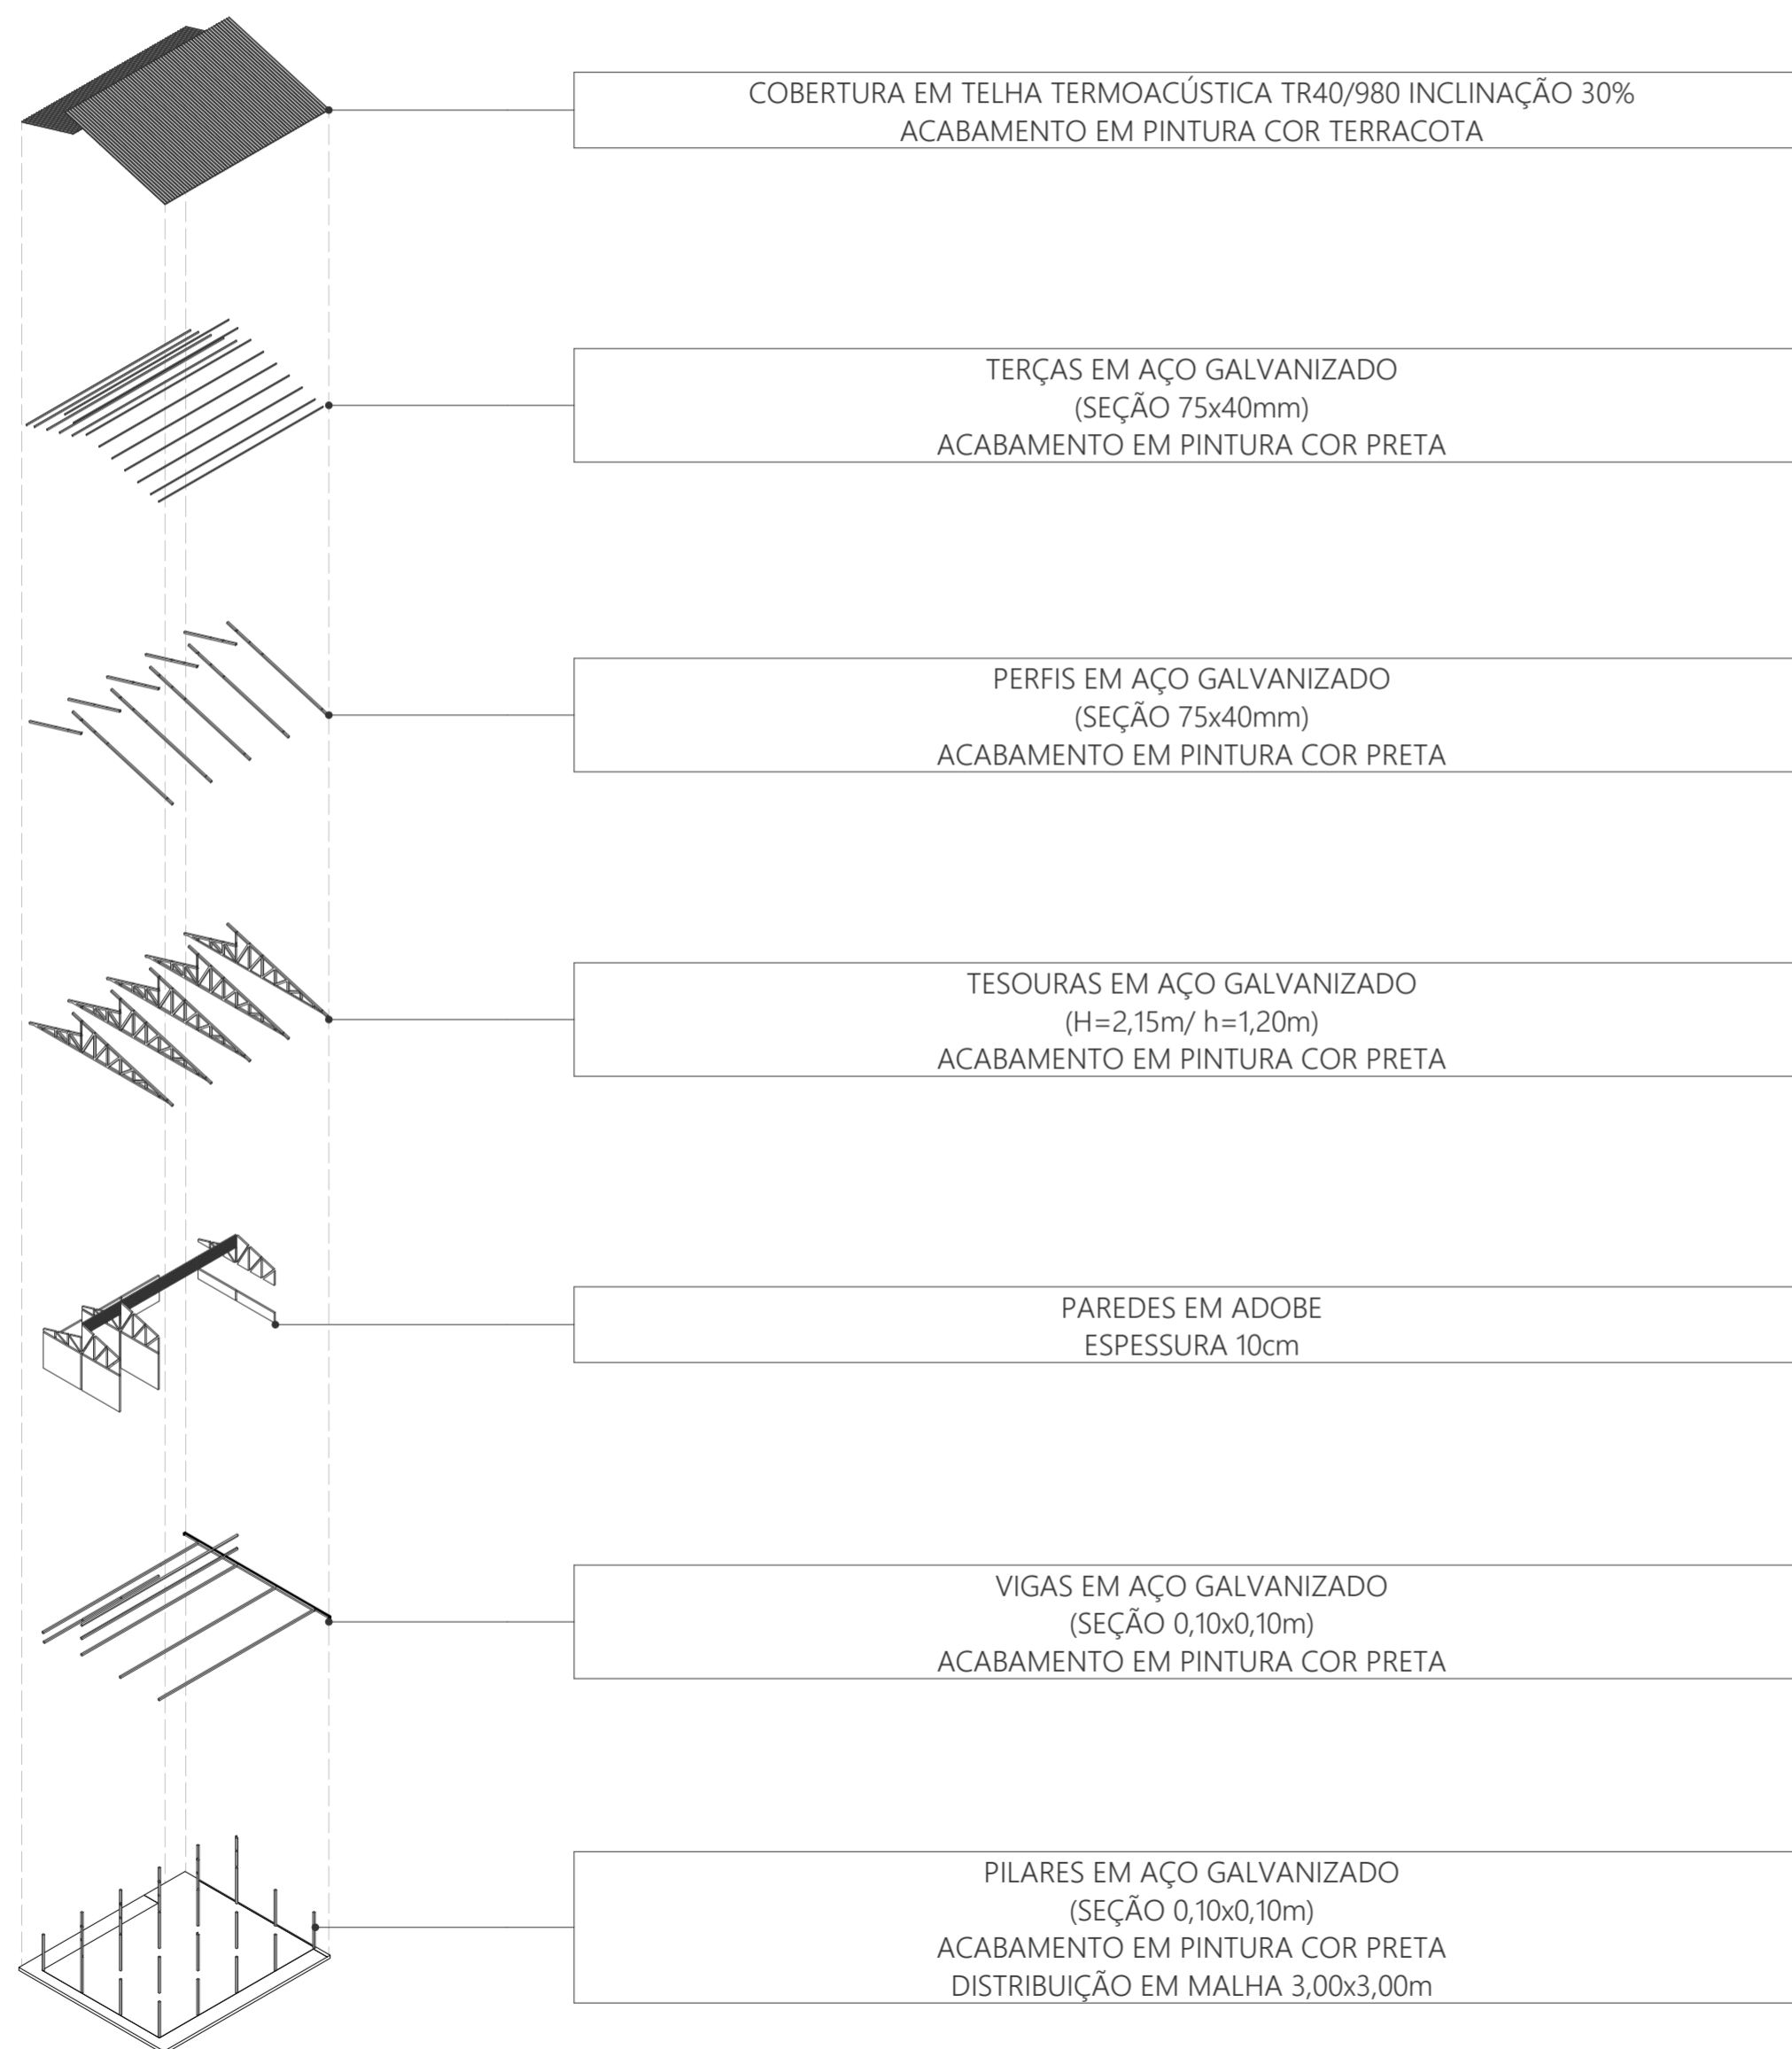 COBERTURA EM TELHA TERMOACÚSTICA TR40/980 INCLINAÇÃO 30%
ACABAMENTO EM PINTURA COR TERRACOTA
TERÇAS EM AÇO GALVANIZADO
(SEÇÃO 75x40mm)
ACABAMENTO EM PINTURA COR PRETA
PERFIS EM AÇO GALVANIZADO
(SEÇÃO 75x40mm)
ACABAMENTO EM PINTURA COR PRETA
TESOURAS EM AÇO GALVANIZADO
(H=2,15m/ h=1,20m)
ACABAMENTO EM PINTURA COR PRETA
PAREDES EM ADOBE
ESPESSURA 10cm
VIGAS EM AÇO GALVANIZADO
(SEÇÃO 0,10x0,10m)
ACABAMENTO EM PINTURA COR PRETA
PILARES EM AÇO GALVANIZADO
(SEÇÃO 0,10x0,10m)
ACABAMENTO EM PINTURA COR PRETA
DISTRIBUIÇÃO EM MALHA 3,00x3,00m